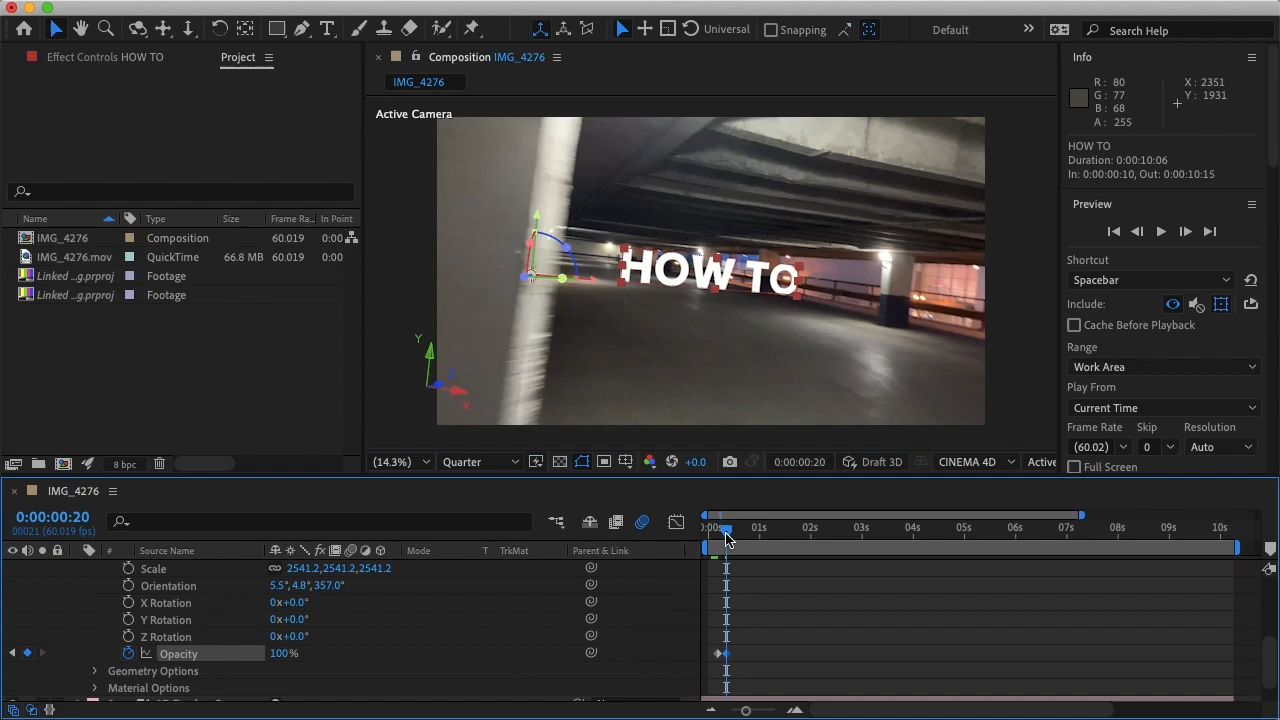 Universal
Snapping
Default
Search Help
Effect Controls HOW TO
Project
Composition IMG_4276
IMG_4276
Active Camera
HOW TO
Y
Z
X
Name
Type
Size
Frame Ra...
In Point
IMG_4276
Composition
60.019
0:00
IMG_4276.mov
QuickTime
66.8 MB
60.019
0:00
Linked ...g.prproj
Footage
Linked ...g.prproj
Footage
8 bpc
(14.3%)
Quarter
+0.0
0:00:00:20
Draft 3D
CINEMA 4D
Active
Info
R : 80
G : 77
B : 68
A : 255
X : 2351
Y : 1931
HOW TO
Duration: 0:00:10:06
In: 0:00:00:10, Out: 0:00:10:15
Preview
Shortcut
Spacebar
Include:
Cache Before Playback
Range
Work Area
Play From
Current Time
Frame Rate
Skip
Resolution
(60.02)
0
Auto
Full Screen
IMG_4276
0:00:00:20
00021 (60.019 fps)
#
Source Name
Mode
T
TrkMat
Parent & Link
0:00s
01s
02s
03s
04s
05s
06s
07s
08s
09s
10s
Scale
2541.2,2541.2,2541.2
Orientation
5.5°,4.8°,357.0°
X Rotation
0x+0.0°
Y Rotation
0x+0.0°
Z Rotation
0x+0.0°
Opacity
100%
Geometry Options
Material Options